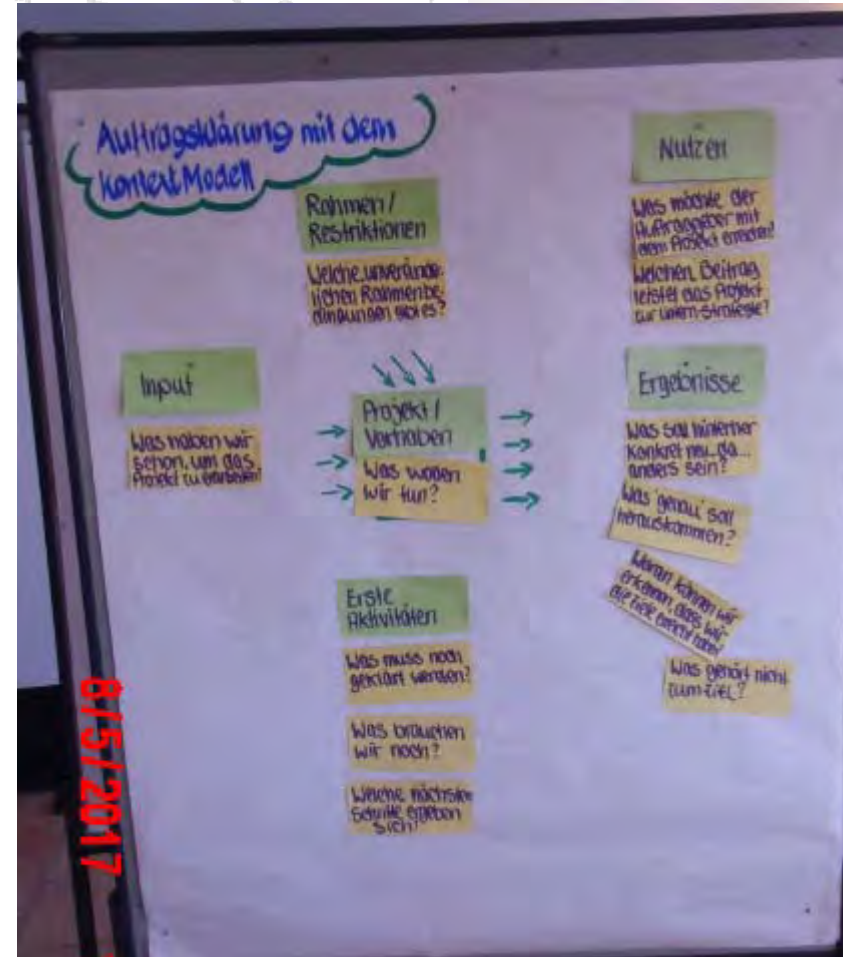 Auftragsklärung mit dem
Kontext Modell
Rahmen /
Restriktionen
Welche unverände-
lichen Rahmenbe-
dingungen gibt es?
Nutzen
Was möchte der
Auftraggeber mit
dem Projekt erreichen?
Welchen Beitrag
leistet das Projekt
zur Untern-strategie?
Input
Was haben wir
schon, um das
Projekt zu
Projekt /
Vorhaben
Was wollen
wir tun?
Ergebnisse
Was soll hinterher
konkret neu.. da...
anders sein?
Was 'genau' soll
herauskommen?
Woran können wir
erkennen, dass wir
die Ziele erreicht haben?
Was gehört nicht
zum Ziel?
Erste
Aktivitäten
Was muss noch
geklärt werden?
Was brauchen
wir noch?
Welche nächsten
Schritte ergeben
sich?
8/5/2017